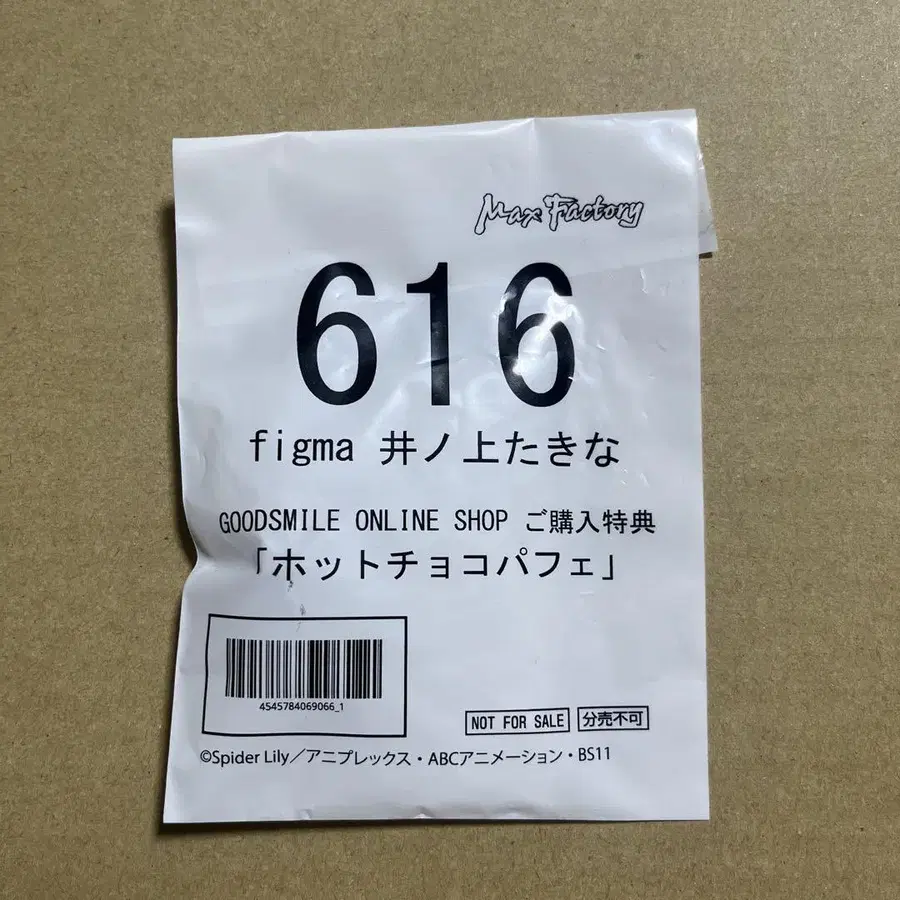 Max Factory
616
figma 井ノ上たきな
GOODSMILE ONLINE SHOP ご購入特典
「ホットチョコパフェ」
4545784069066_1
NOT FOR SALE 分売不可
©Spider Lily／アニプレックス・ABCアニメーション・BS11